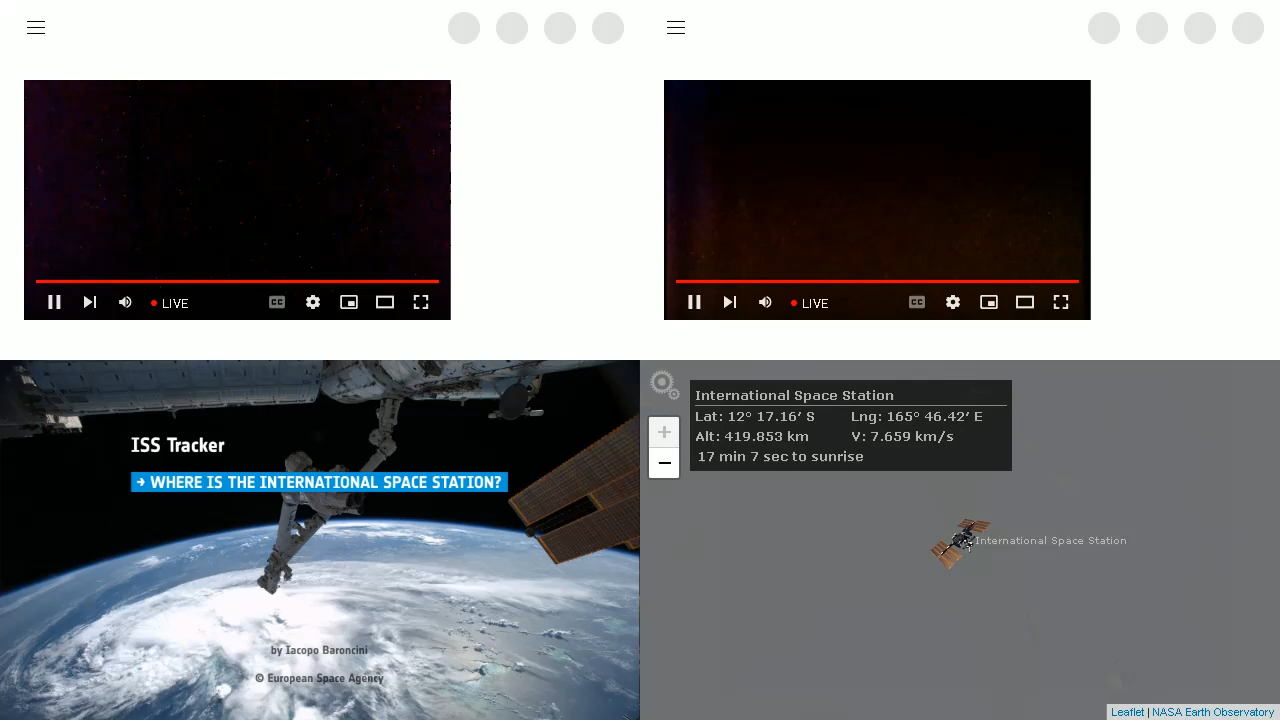 CC
LIVE
CC
LIVE
ISS Tracker
→ WHERE IS THE INTERNATIONAL SPACE STATION?
by Iacopo Baroncini
© European Space Agency
International Space Station
Lat: 12° 17.16′ S Lng: 165° 46.42′ E
Alt: 419.853 km V: 7.659 km/s
17 min 7 sec to sunrise
+
−
International Space Station
Leaflet | NASA Earth Observatory